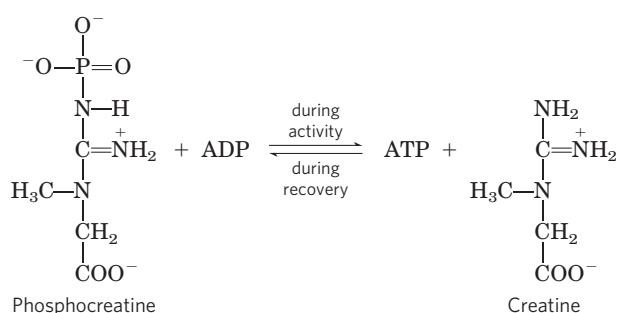 O⁻
⁻O—P=O
N—H
+
C=NH₂ + ADP
during
activity
during
recovery
ATP +
H₃C—N
CH₂
COO⁻
Phosphocreatine
NH₂
+
C=NH₂
H₃C—N
CH₂
COO⁻
Creatine